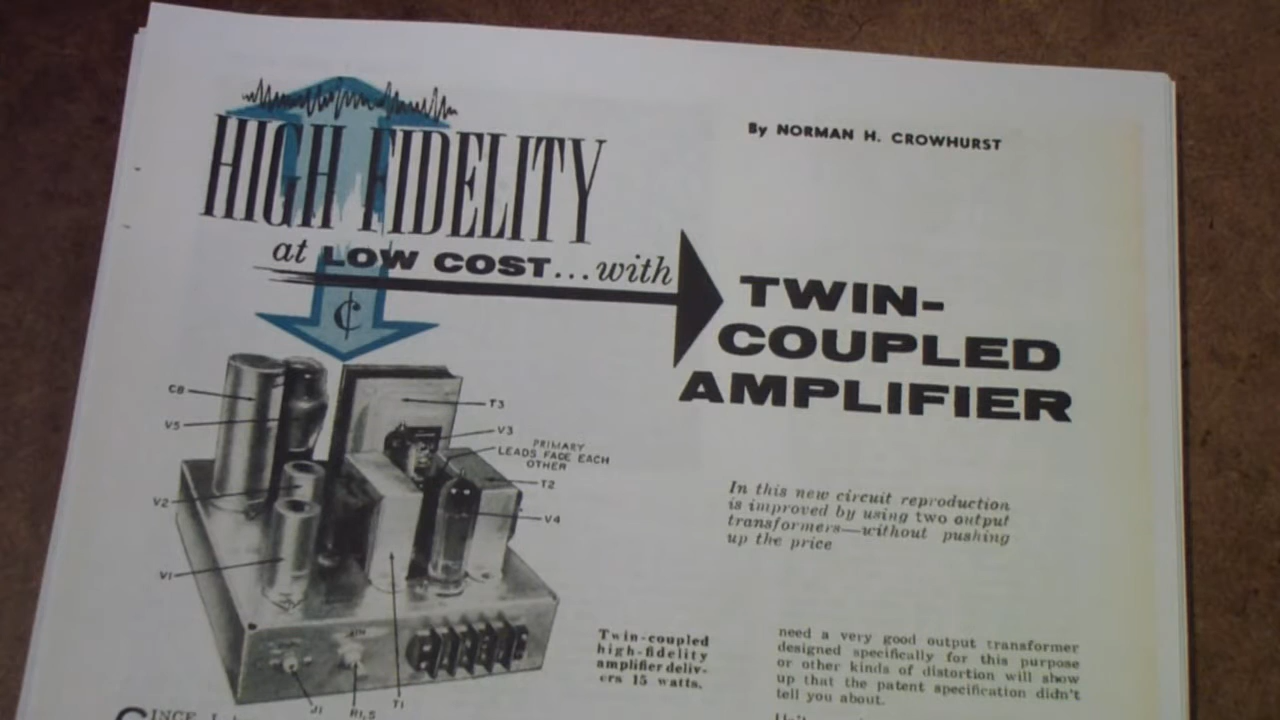 HIGH FIDELITY
at LOW COST...with
¢
By NORMAN H. CROWHURST
TWIN-
COUPLED
AMPLIFIER
C8
V5
V2
V1
T3
V3
PRIMARY
LEADS FACE EACH
OTHER
T2
V4
J1
R1,5
T1
In this new circuit reproduction
is improved by using two output
transformers—without pushing
up the price
Twin-coupled
high-fidelity
amplifier deliv-
ers 15 watts.
need a very good output transformer
designed specifically for this purpose
or other kinds of distortion will show
up that the patent specification didn't
tell you about.